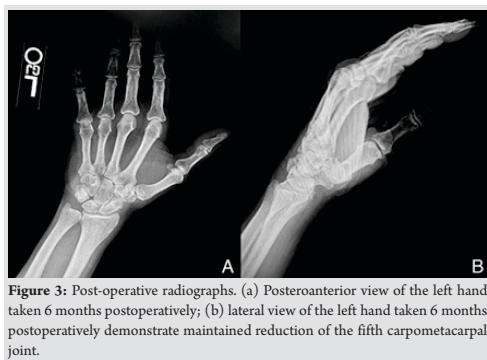 A
B
Figure 3: Post-operative radiographs. (a) Posteroanterior view of the left hand
taken 6 months postoperatively; (b) lateral view of the left hand taken 6 months
postoperatively demonstrate maintained reduction of the fifth carpometacarpal
joint.